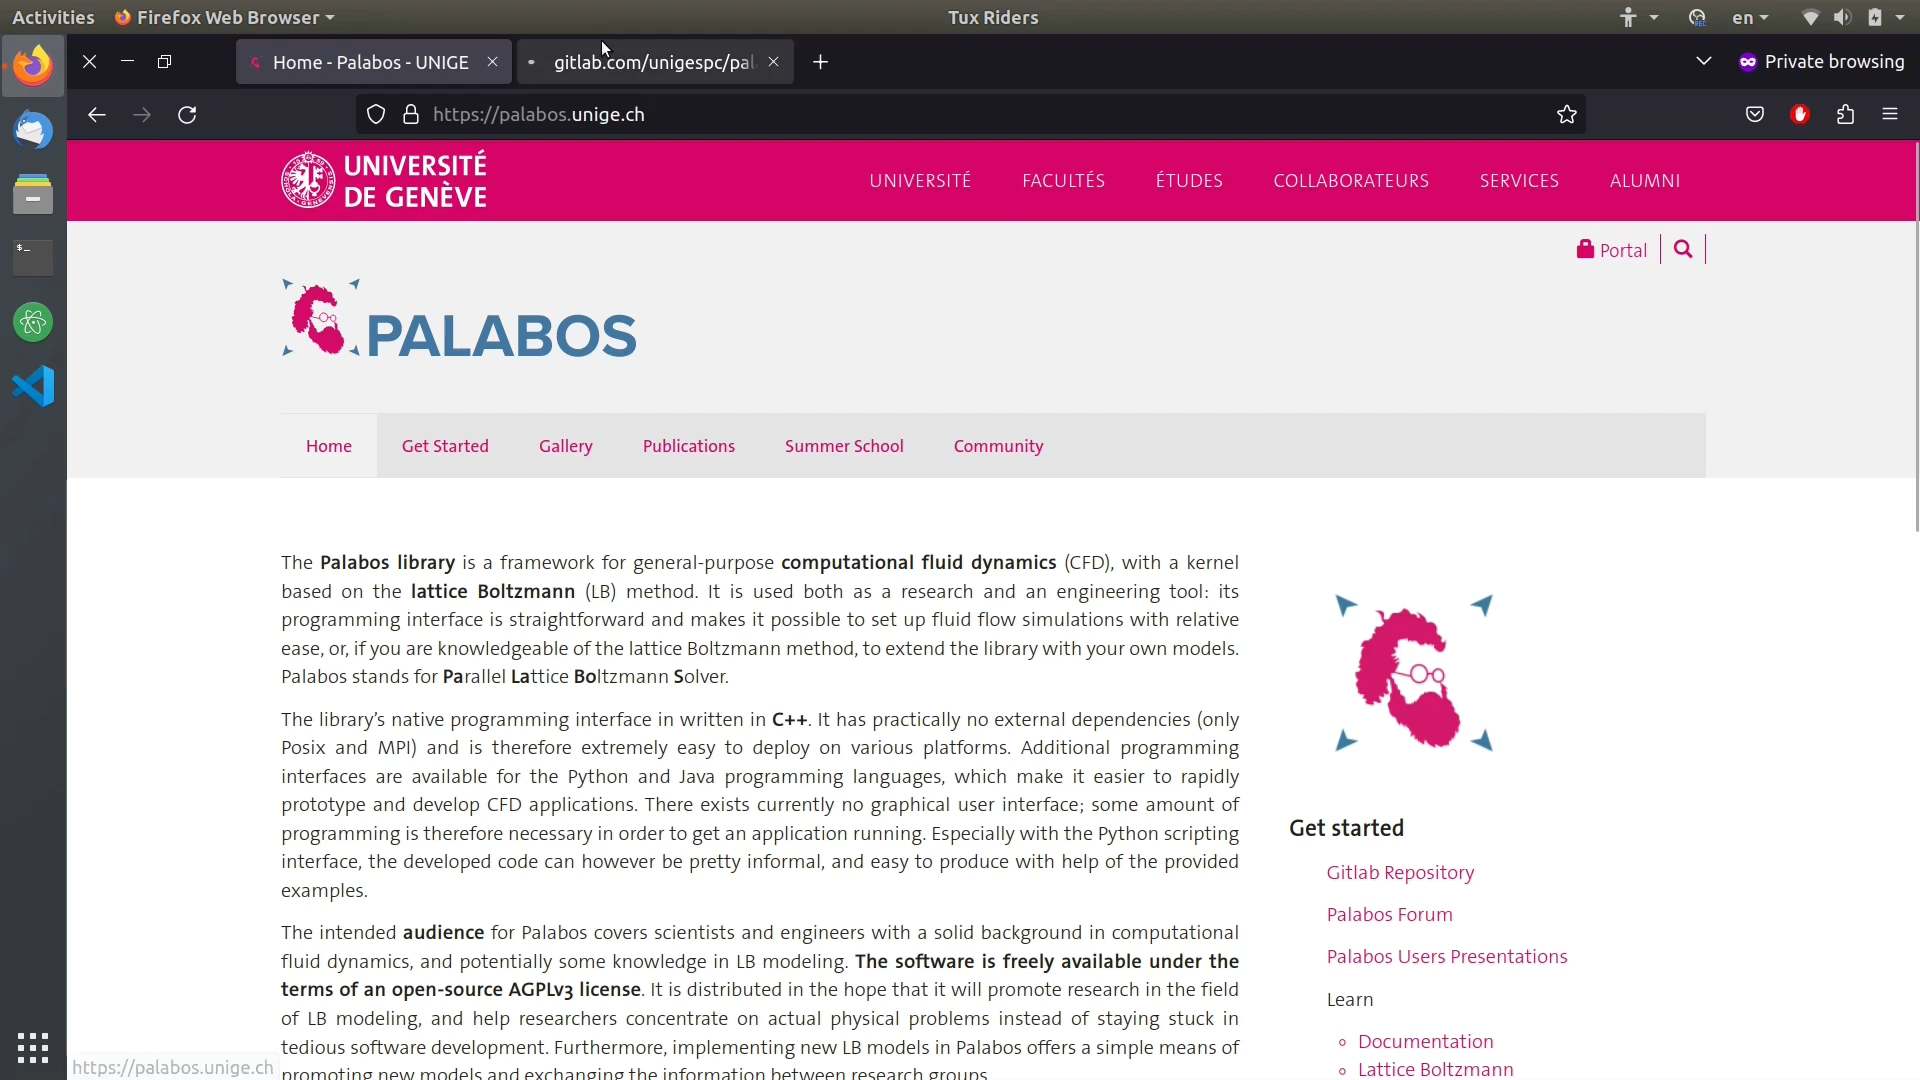 Activities Firefox Web Browser Tux Riders en
Home - Palabos - UNIGE gitlab.com/unigespc/pal Private browsing
https://palabos.unige.ch
UNIVERSITÉ
DE GENÈVE
UNIVERSITÉ FACULTÉS ÉTUDES COLLABORATEURS SERVICES ALUMNI
Portal
PALABOS
Home Get Started Gallery Publications Summer School Community
The Palabos library is a framework for general-purpose computational fluid dynamics (CFD), with a kernel
based on the lattice Boltzmann (LB) method. It is used both as a research and an engineering tool: its
programming interface is straightforward and makes it possible to set up fluid flow simulations with relative
ease, or, if you are knowledgeable of the lattice Boltzmann method, to extend the library with your own models.
Palabos stands for Parallel Lattice Boltzmann Solver.
The library's native programming interface in written in C++. It has practically no external dependencies (only
Posix and MPI) and is therefore extremely easy to deploy on various platforms. Additional programming
interfaces are available for the Python and Java programming languages, which make it easier to rapidly
prototype and develop CFD applications. There exists currently no graphical user interface; some amount of
programming is therefore necessary in order to get an application running. Especially with the Python scripting
interface, the developed code can however be pretty informal, and easy to produce with help of the provided
examples.
The intended audience for Palabos covers scientists and engineers with a solid background in computational
fluid dynamics, and potentially some knowledge in LB modeling. The software is freely available under the
terms of an open-source AGPLv3 license. It is distributed in the hope that it will promote research in the field
of LB modeling, and help researchers concentrate on actual physical problems instead of staying stuck in
tedious software development. Furthermore, implementing new LB models in Palabos offers a simple means of
promoting new models and exchanging the information between research groups.
Get started
Gitlab Repository
Palabos Forum
Palabos Users Presentations
Learn
Documentation
Lattice Boltzmann
https://palabos.unige.ch